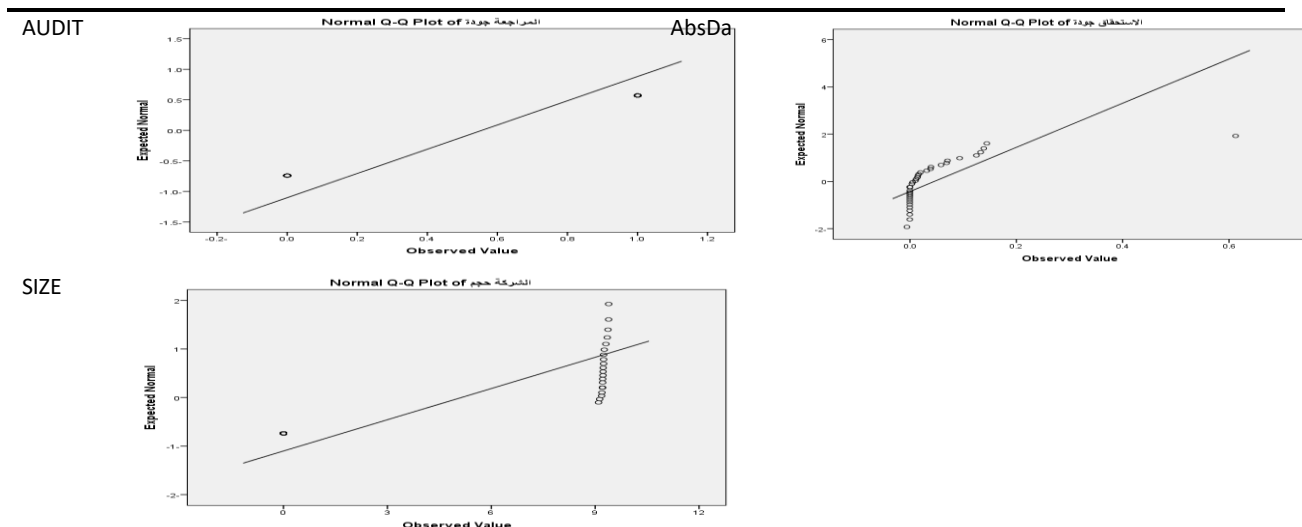 AUDIT
Normal Q-Q Plot of المراجعة جودة
1.5-
1.0-
0.5-
0.0-
-0.5-
-1.0-
-1.5-
Expected Normal
-0.2- 0.0 0.2 0.4 0.6 0.8 1.0 1.2
Observed Value
AbsDa
Normal Q-Q Plot of الاستحقاق جودة
6-
4-
2-
0-
-2-
Expected Normal
0.0 0.2 0.4 0.6
Observed Value
SIZE
Normal Q-Q Plot of الشركة حجم
2-
1-
0-
-1-
-2-
Expected Normal
0 3 6 9 12
Observed Value